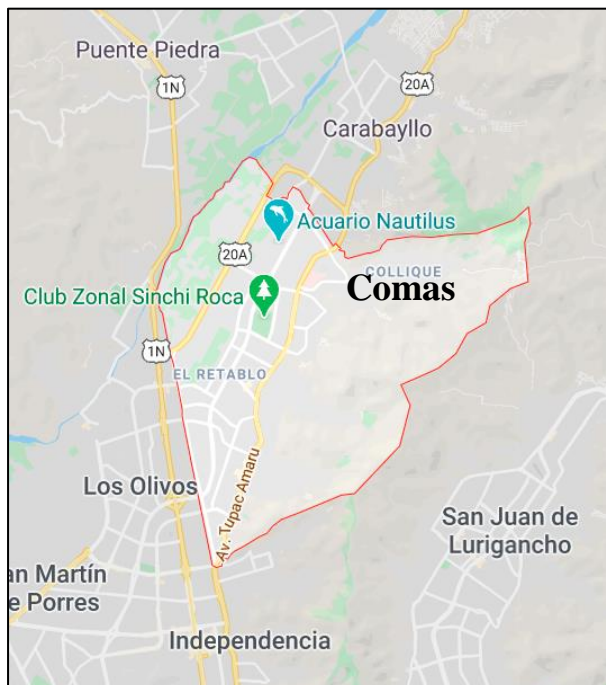 Puente Piedra
1N
20A
Carabayllo
Acuario Nautilus
20A
COLLIQUE
Comas
Club Zonal Sinchi Roca
1N
EL RETABLO
Av. Tupac Amaru
Los Olivos
San Juan de
Lurigancho
an Martín
e Porres
Independencia